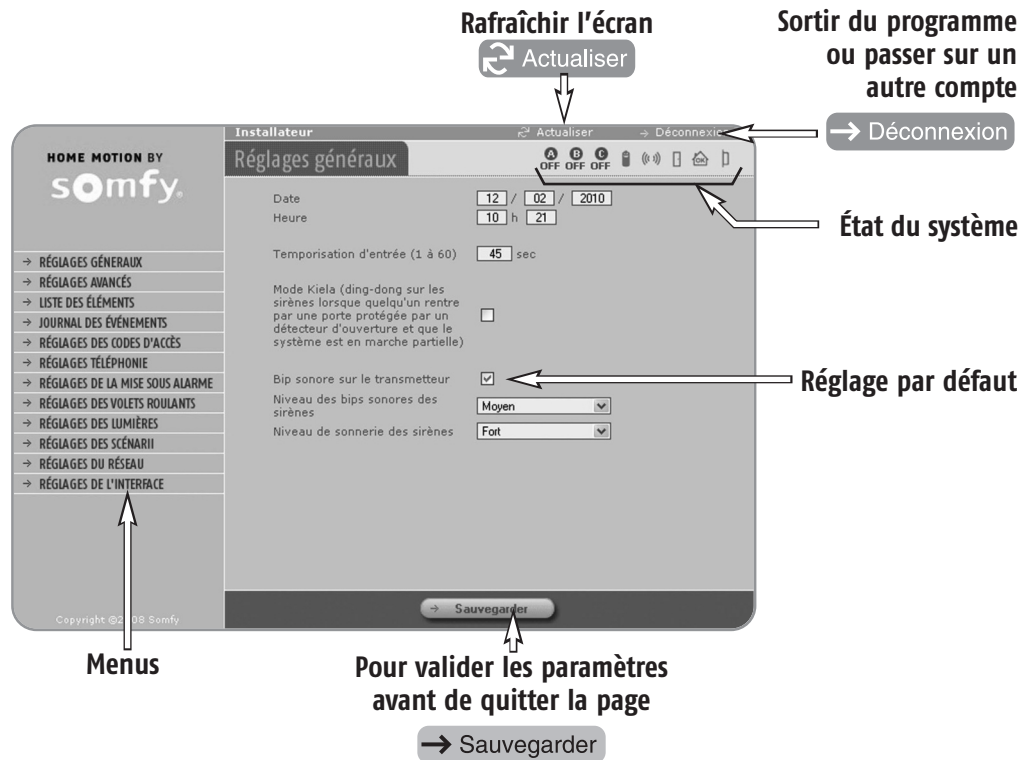 Rafraîchir l'écran
Actualiser
Sortir du programme
ou passer sur un
autre compte
Déconnexion
Installateur
Actualiser
Déconnexion
HOME MOTION BY
somfy.
Réglages généraux
A B C
OFF OFF OFF
OK
État du système
Date 12 / 02 / 2010
Heure 10 h 21
Temporisation d'entrée (1 à 60) 45 sec
Mode Kiela (ding-dong sur les
sirènes lorsque quelqu'un rentre
par une porte protégée par un
détecteur d'ouverture et que le
système est en marche partielle)
Bip sonore sur le transmetteur
Réglage par défaut
Niveau des bips sonores des
sirènes
Moyen
Niveau de sonnerie des sirènes Fort
RÉGLAGES GÉNERAUX
RÉGLAGES AVANCÉS
LISTE DES ÉLÉMENTS
JOURNAL DES ÉVÉNEMENTS
RÉGLAGES DES CODES D'ACCÈS
RÉGLAGES TÉLÉPHONIE
RÉGLAGES DE LA MISE SOUS ALARME
RÉGLAGES DES VOLETS ROULANTS
RÉGLAGES DES LUMIÈRES
RÉGLAGES DES SCÉNARII
RÉGLAGES DU RÉSEAU
RÉGLAGES DE L'INTERFACE
Copyright ©2008 Somfy
Sauvegarder
Menus
Pour valider les paramètres
avant de quitter la page
Sauvegarder